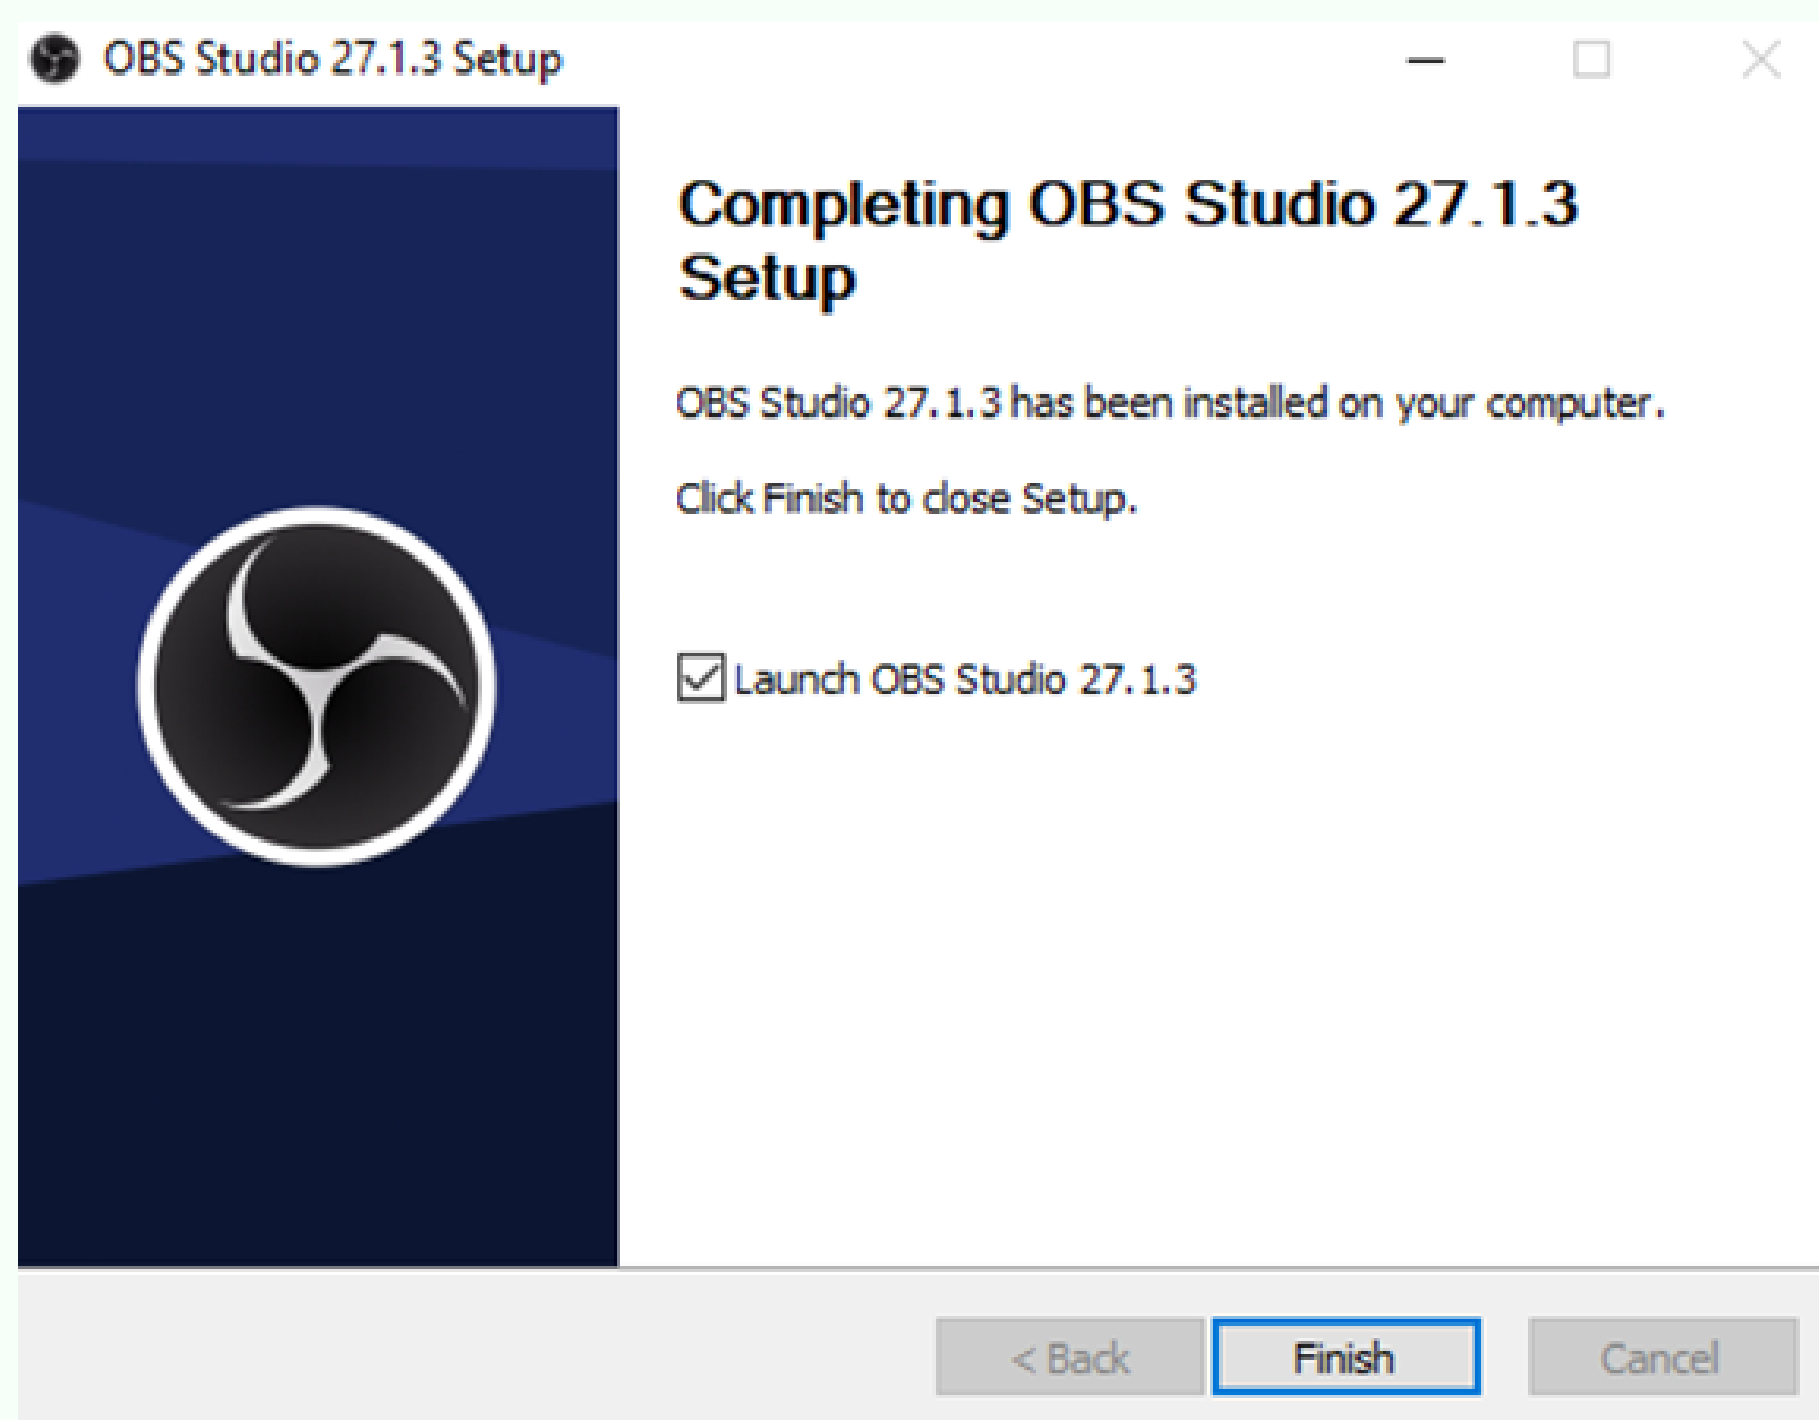 OBS Studio 27.1.3 Setup
Completing OBS Studio 27.1.3
Setup
OBS Studio 27.1.3 has been installed on your computer.
Click Finish to close Setup.
Launch OBS Studio 27.1.3
< Back
Finish
Cancel